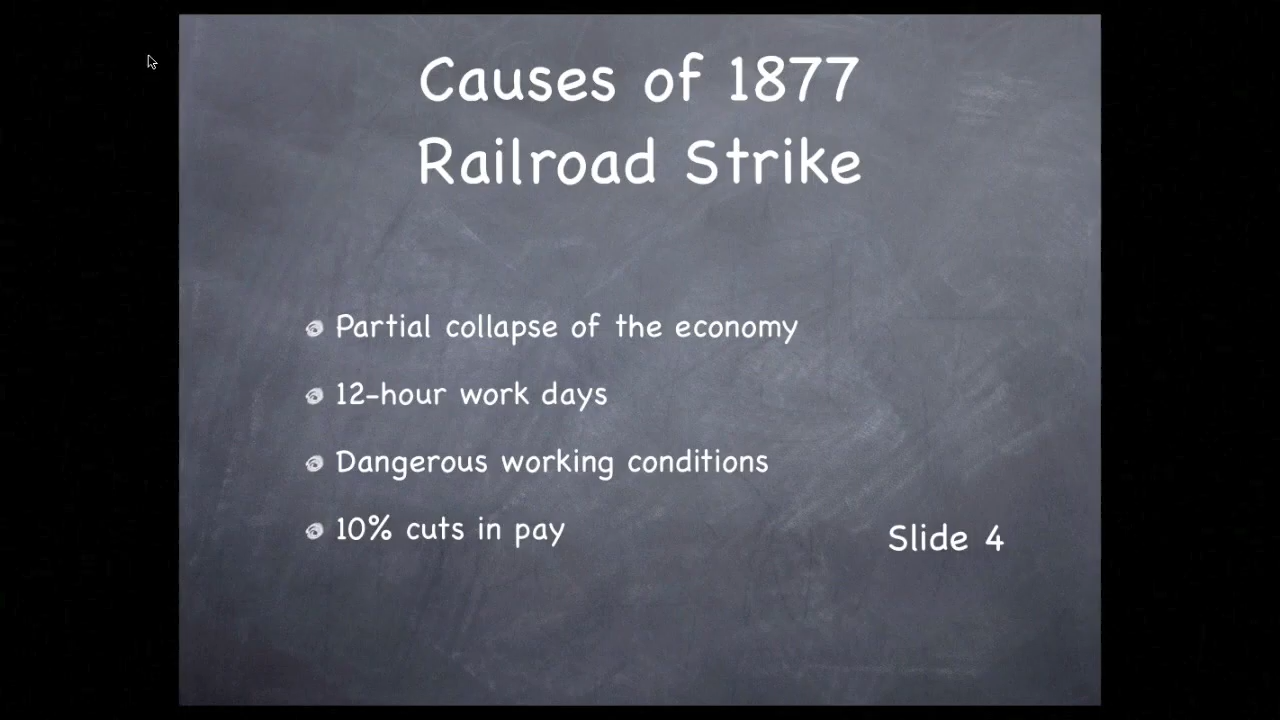 Causes of 1877
Railroad Strike
Partial collapse of the economy
12-hour work days
Dangerous working conditions
10% cuts in pay
Slide 4